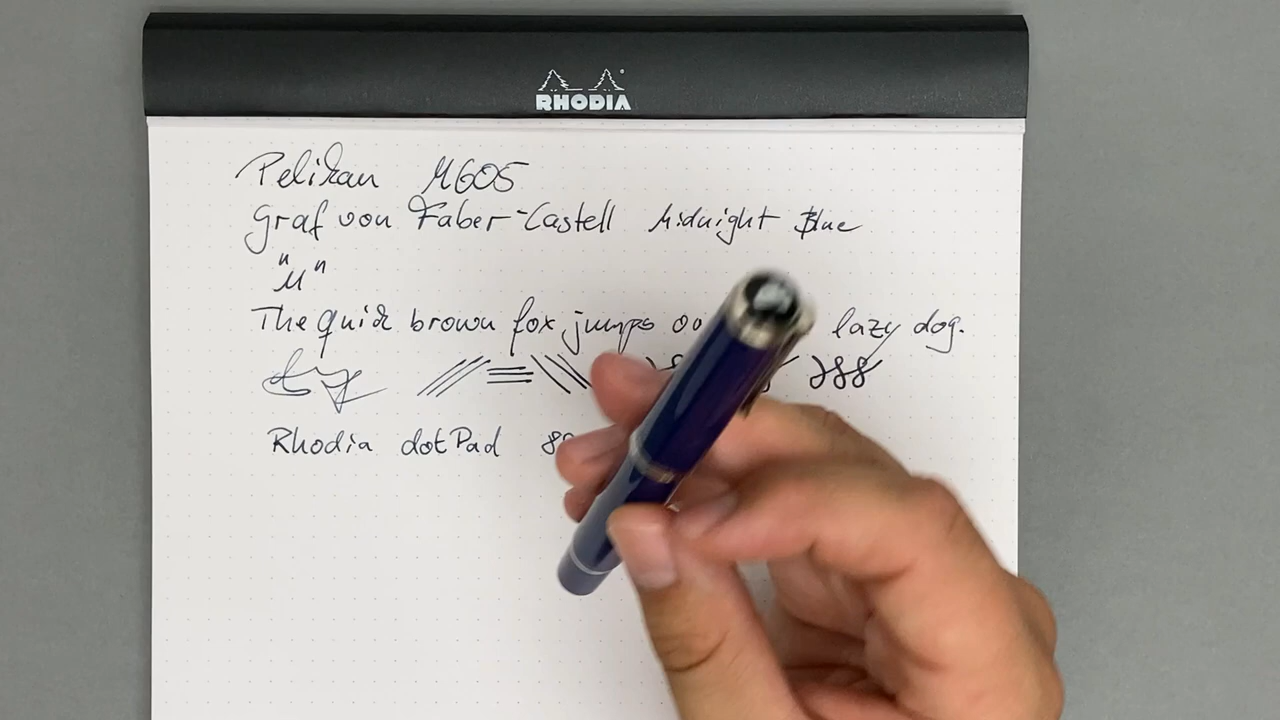 RHODIA
Pelikan M605
Graf von Faber-Castell Midnight Blue
"M"
The quick brown fox jumps lazy dog.
Rhodia dotPad